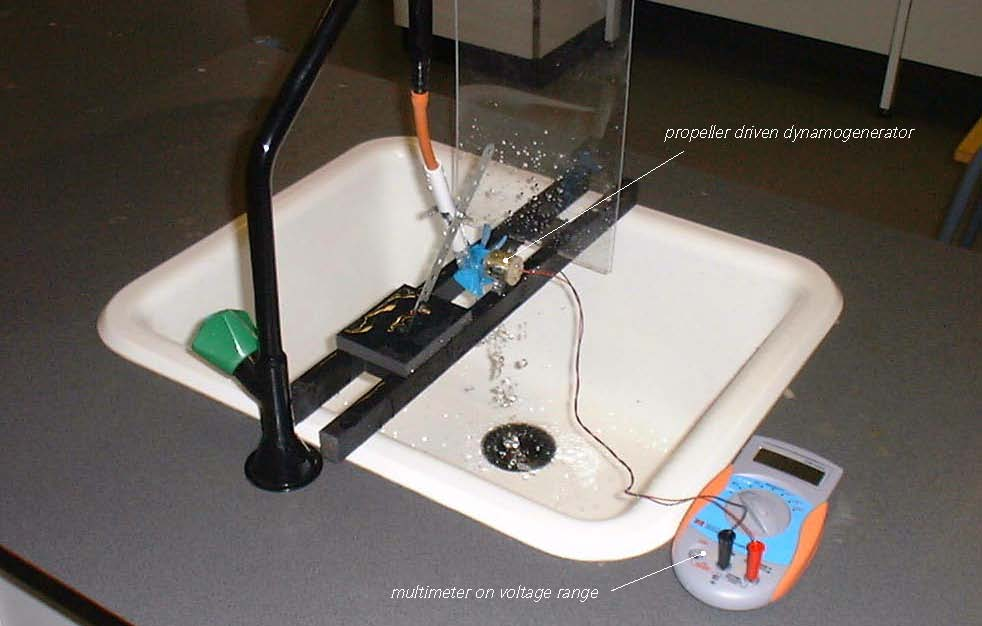 propeller driven dynamogenerator
multimeter on voltage range